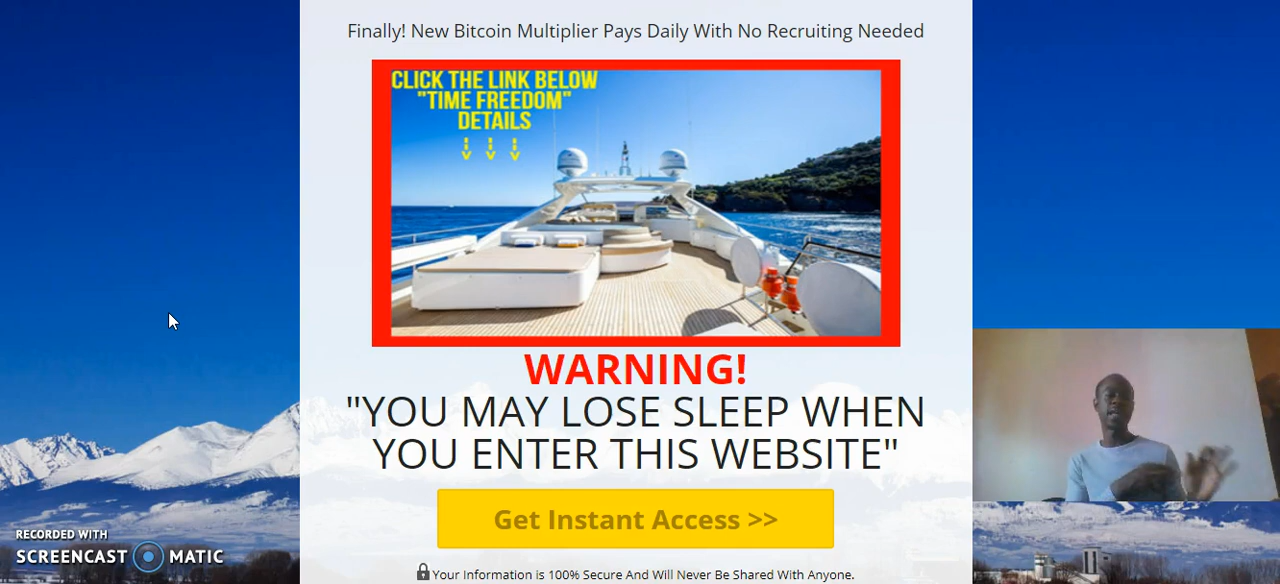 Finally! New Bitcoin Multiplier Pays Daily With No Recruiting Needed
CLICK THE LINK BELOW
"TIME FREEDOM"
DETAILS
WARNING!
"YOU MAY LOSE SLEEP WHEN
YOU ENTER THIS WEBSITE"
Get Instant Access >>
Your Information is 100% Secure And Will Never Be Shared With Anyone.
RECORDED WITH
SCREENCAST MATIC